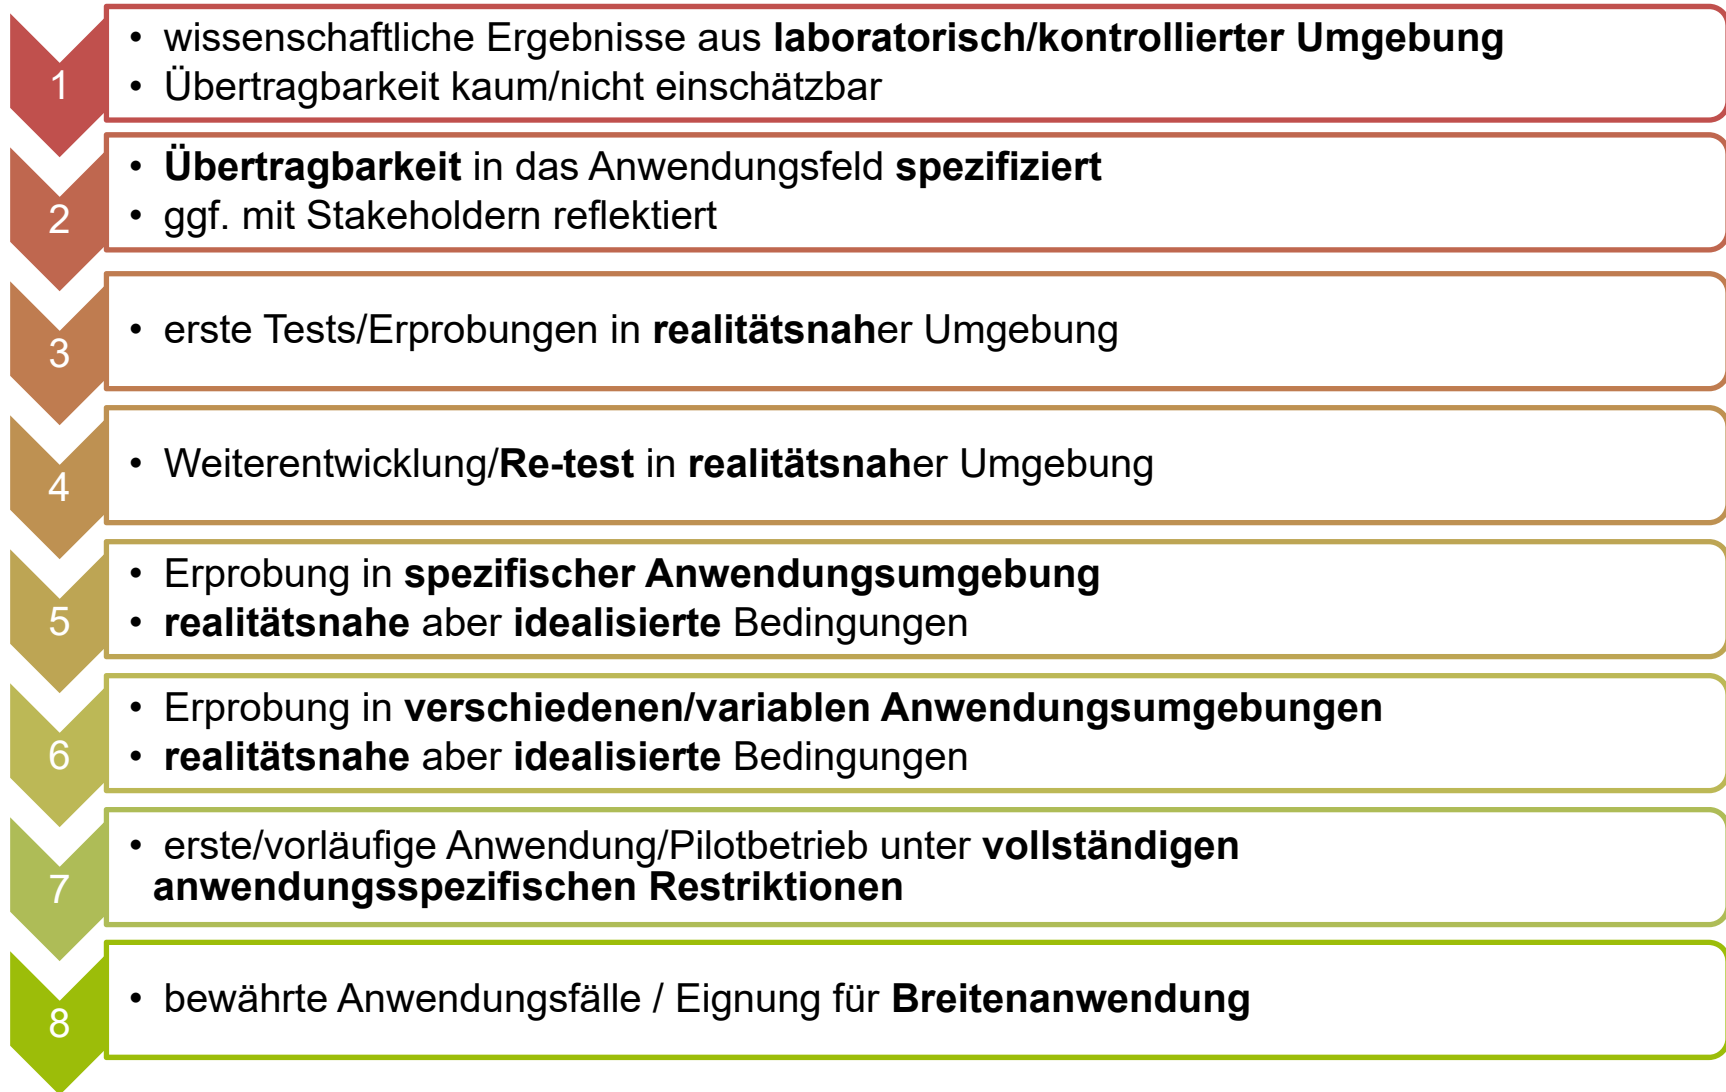 1
• wissenschaftliche Ergebnisse aus laboratorisch/kontrollierter Umgebung
• Übertragbarkeit kaum/nicht einschätzbar
2
• Übertragbarkeit in das Anwendungsfeld spezifiziert
• ggf. mit Stakeholdern reflektiert
3
• erste Tests/Erprobungen in realitätsnaher Umgebung
4
• Weiterentwicklung/Re-test in realitätsnaher Umgebung
5
• Erprobung in spezifischer Anwendungsumgebung
• realitätsnahe aber idealisierte Bedingungen
6
• Erprobung in verschiedenen/variablen Anwendungsumgebungen
• realitätsnahe aber idealisierte Bedingungen
7
• erste/vorläufige Anwendung/Pilotbetrieb unter vollständigen
anwendungsspezifischen Restriktionen
8
• bewährte Anwendungsfälle / Eignung für Breitenanwendung